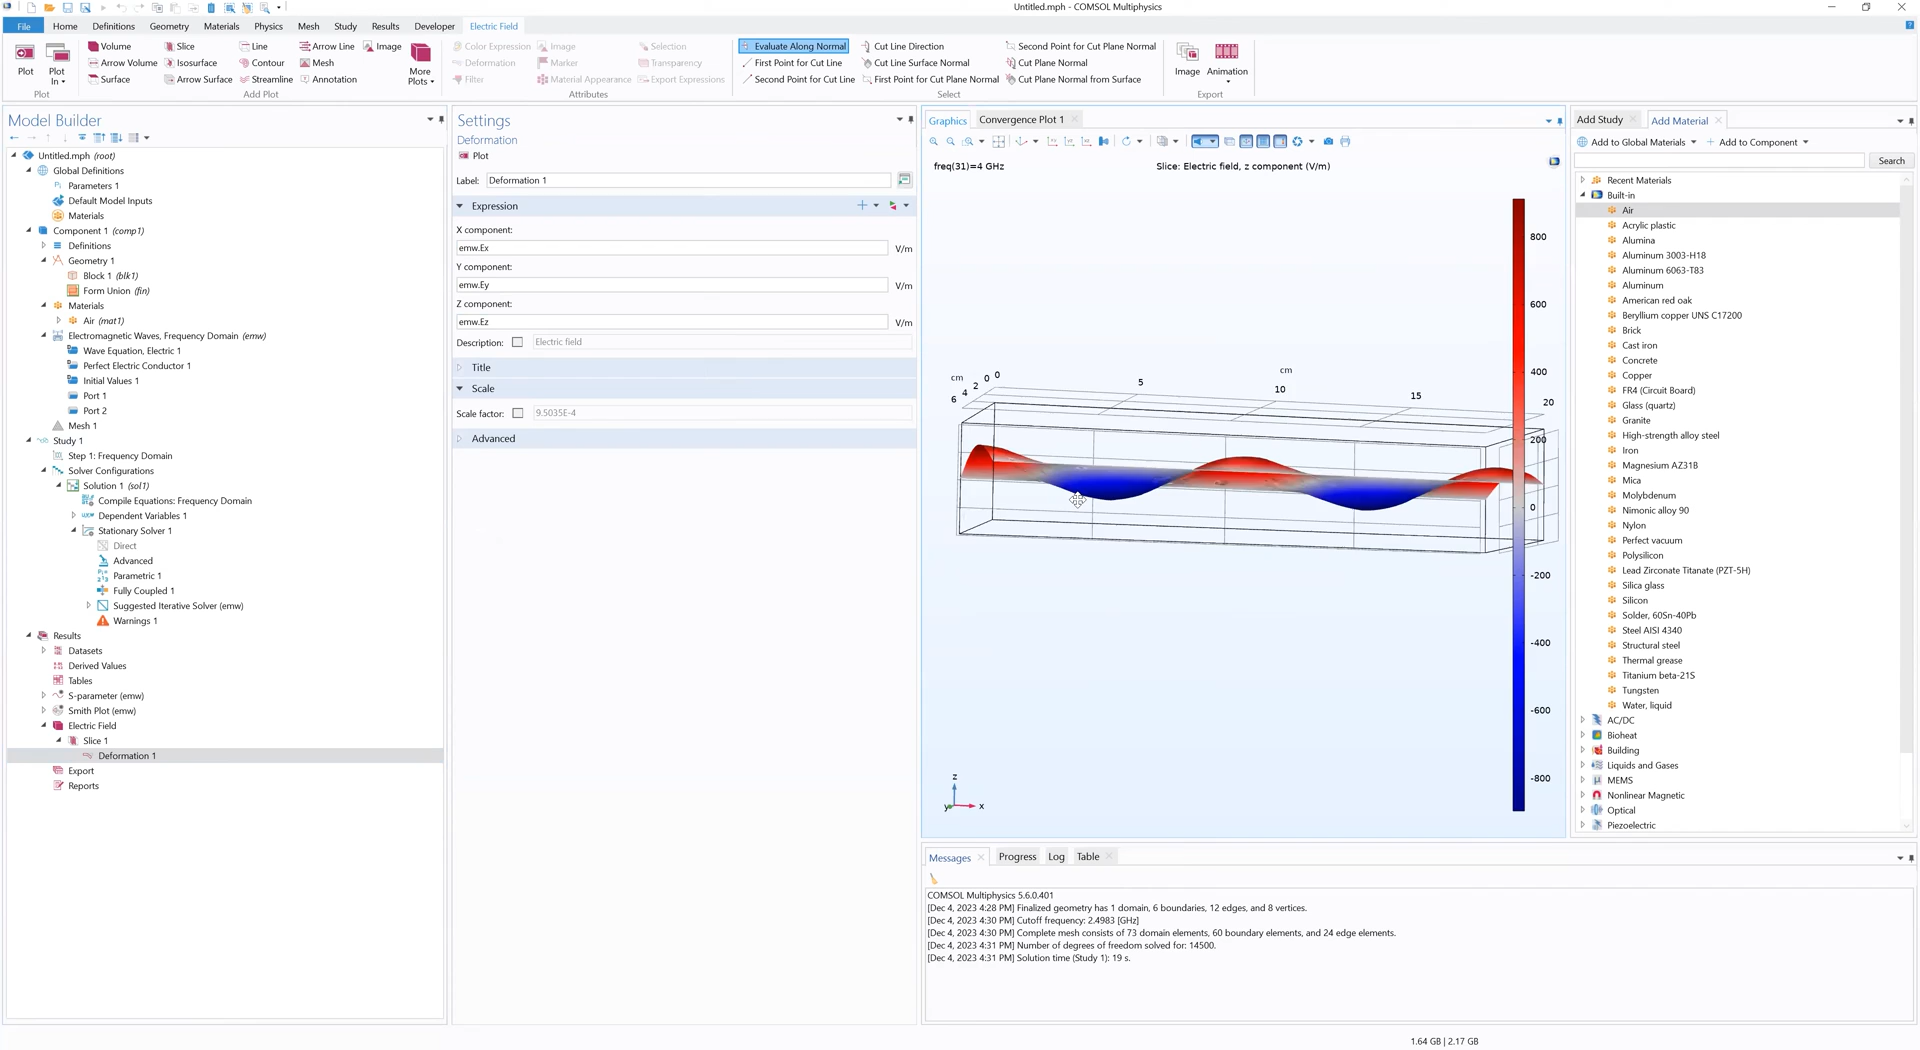 Untitled.mph - COMSOL Multiphysics
File Home Definitions Geometry Materials Physics Mesh Study Results Developer Electric Field
Plot
Plot In
Plot
Volume Slice Line Arrow Line Image
Arrow Volume Isosurface Contour Mesh
Surface Arrow Surface Streamline Annotation
More Plots
Add Plot
Color Expression Image Selection
Deformation Marker Transparency
Filter Material Appearance Export Expressions
Attributes
Evaluate Along Normal Cut Line Direction Second Point for Cut Plane Normal
First Point for Cut Line Cut Line Surface Normal Cut Plane Normal
Second Point for Cut Line First Point for Cut Plane Normal Cut Plane Normal from Surface
Select
Image Animation
Export
Model Builder
Untitled.mph (root)
Global Definitions
Parameters 1
Default Model Inputs
Materials
Component 1 (comp1)
Definitions
Geometry 1
Block 1 (blk1)
Form Union (fin)
Materials
Air (mat1)
Electromagnetic Waves, Frequency Domain (emw)
Wave Equation, Electric 1
Perfect Electric Conductor 1
Initial Values 1
Port 1
Port 2
Mesh 1
Study 1
Step 1: Frequency Domain
Solver Configurations
Solution 1 (sol1)
Compile Equations: Frequency Domain
Dependent Variables 1
Stationary Solver 1
Direct
Advanced
Parametric 1
Fully Coupled 1
Suggested Iterative Solver (emw)
Warnings 1
Results
Datasets
Derived Values
Tables
S-parameter (emw)
Smith Plot (emw)
Electric Field
Slice 1
Deformation 1
Export
Reports
Settings
Deformation
Plot
Label: Deformation 1
Expression
X component:
emw.Ex V/m
Y component:
emw.Ey V/m
Z component:
emw.Ez V/m
Description: Electric field
Title
Scale
Scale factor: 9.5035E-4
Advanced
Graphics Convergence Plot 1
freq(31)=4 GHz Slice: Electric field, z component (V/m)
800
600
400
200
0
-200
-400
-600
-800
cm
0
2
4
6
cm
0
5
10
15
20
z
y x
Messages Progress Log Table
COMSOL Multiphysics 5.6.0.401
[Dec 4, 2023 4:28 PM] Finalized geometry has 1 domain, 6 boundaries, 12 edges, and 8 vertices.
[Dec 4, 2023 4:30 PM] Cutoff frequency: 2.4983 [GHz]
[Dec 4, 2023 4:30 PM] Complete mesh consists of 73 domain elements, 60 boundary elements, and 24 edge elements.
[Dec 4, 2023 4:31 PM] Number of degrees of freedom solved for: 14500.
[Dec 4, 2023 4:31 PM] Solution time (Study 1): 19 s.
Add Study Add Material
Add to Global Materials Add to Component
Search
Recent Materials
Built-in
Air
Acrylic plastic
Alumina
Aluminum 3003-H18
Aluminum 6063-T83
Aluminum
American red oak
Beryllium copper UNS C17200
Brick
Cast iron
Concrete
Copper
FR4 (Circuit Board)
Glass (quartz)
Granite
High-strength alloy steel
Iron
Magnesium AZ31B
Mica
Molybdenum
Nimonic alloy 90
Nylon
Perfect vacuum
Polysilicon
Lead Zirconate Titanate (PZT-5H)
Silica glass
Silicon
Solder, 60Sn-40Pb
Steel AISI 4340
Structural steel
Thermal grease
Titanium beta-21S
Tungsten
Water, liquid
AC/DC
Bioheat
Building
Liquids and Gases
MEMS
Nonlinear Magnetic
Optical
Piezoelectric
1.64 GB | 2.17 GB